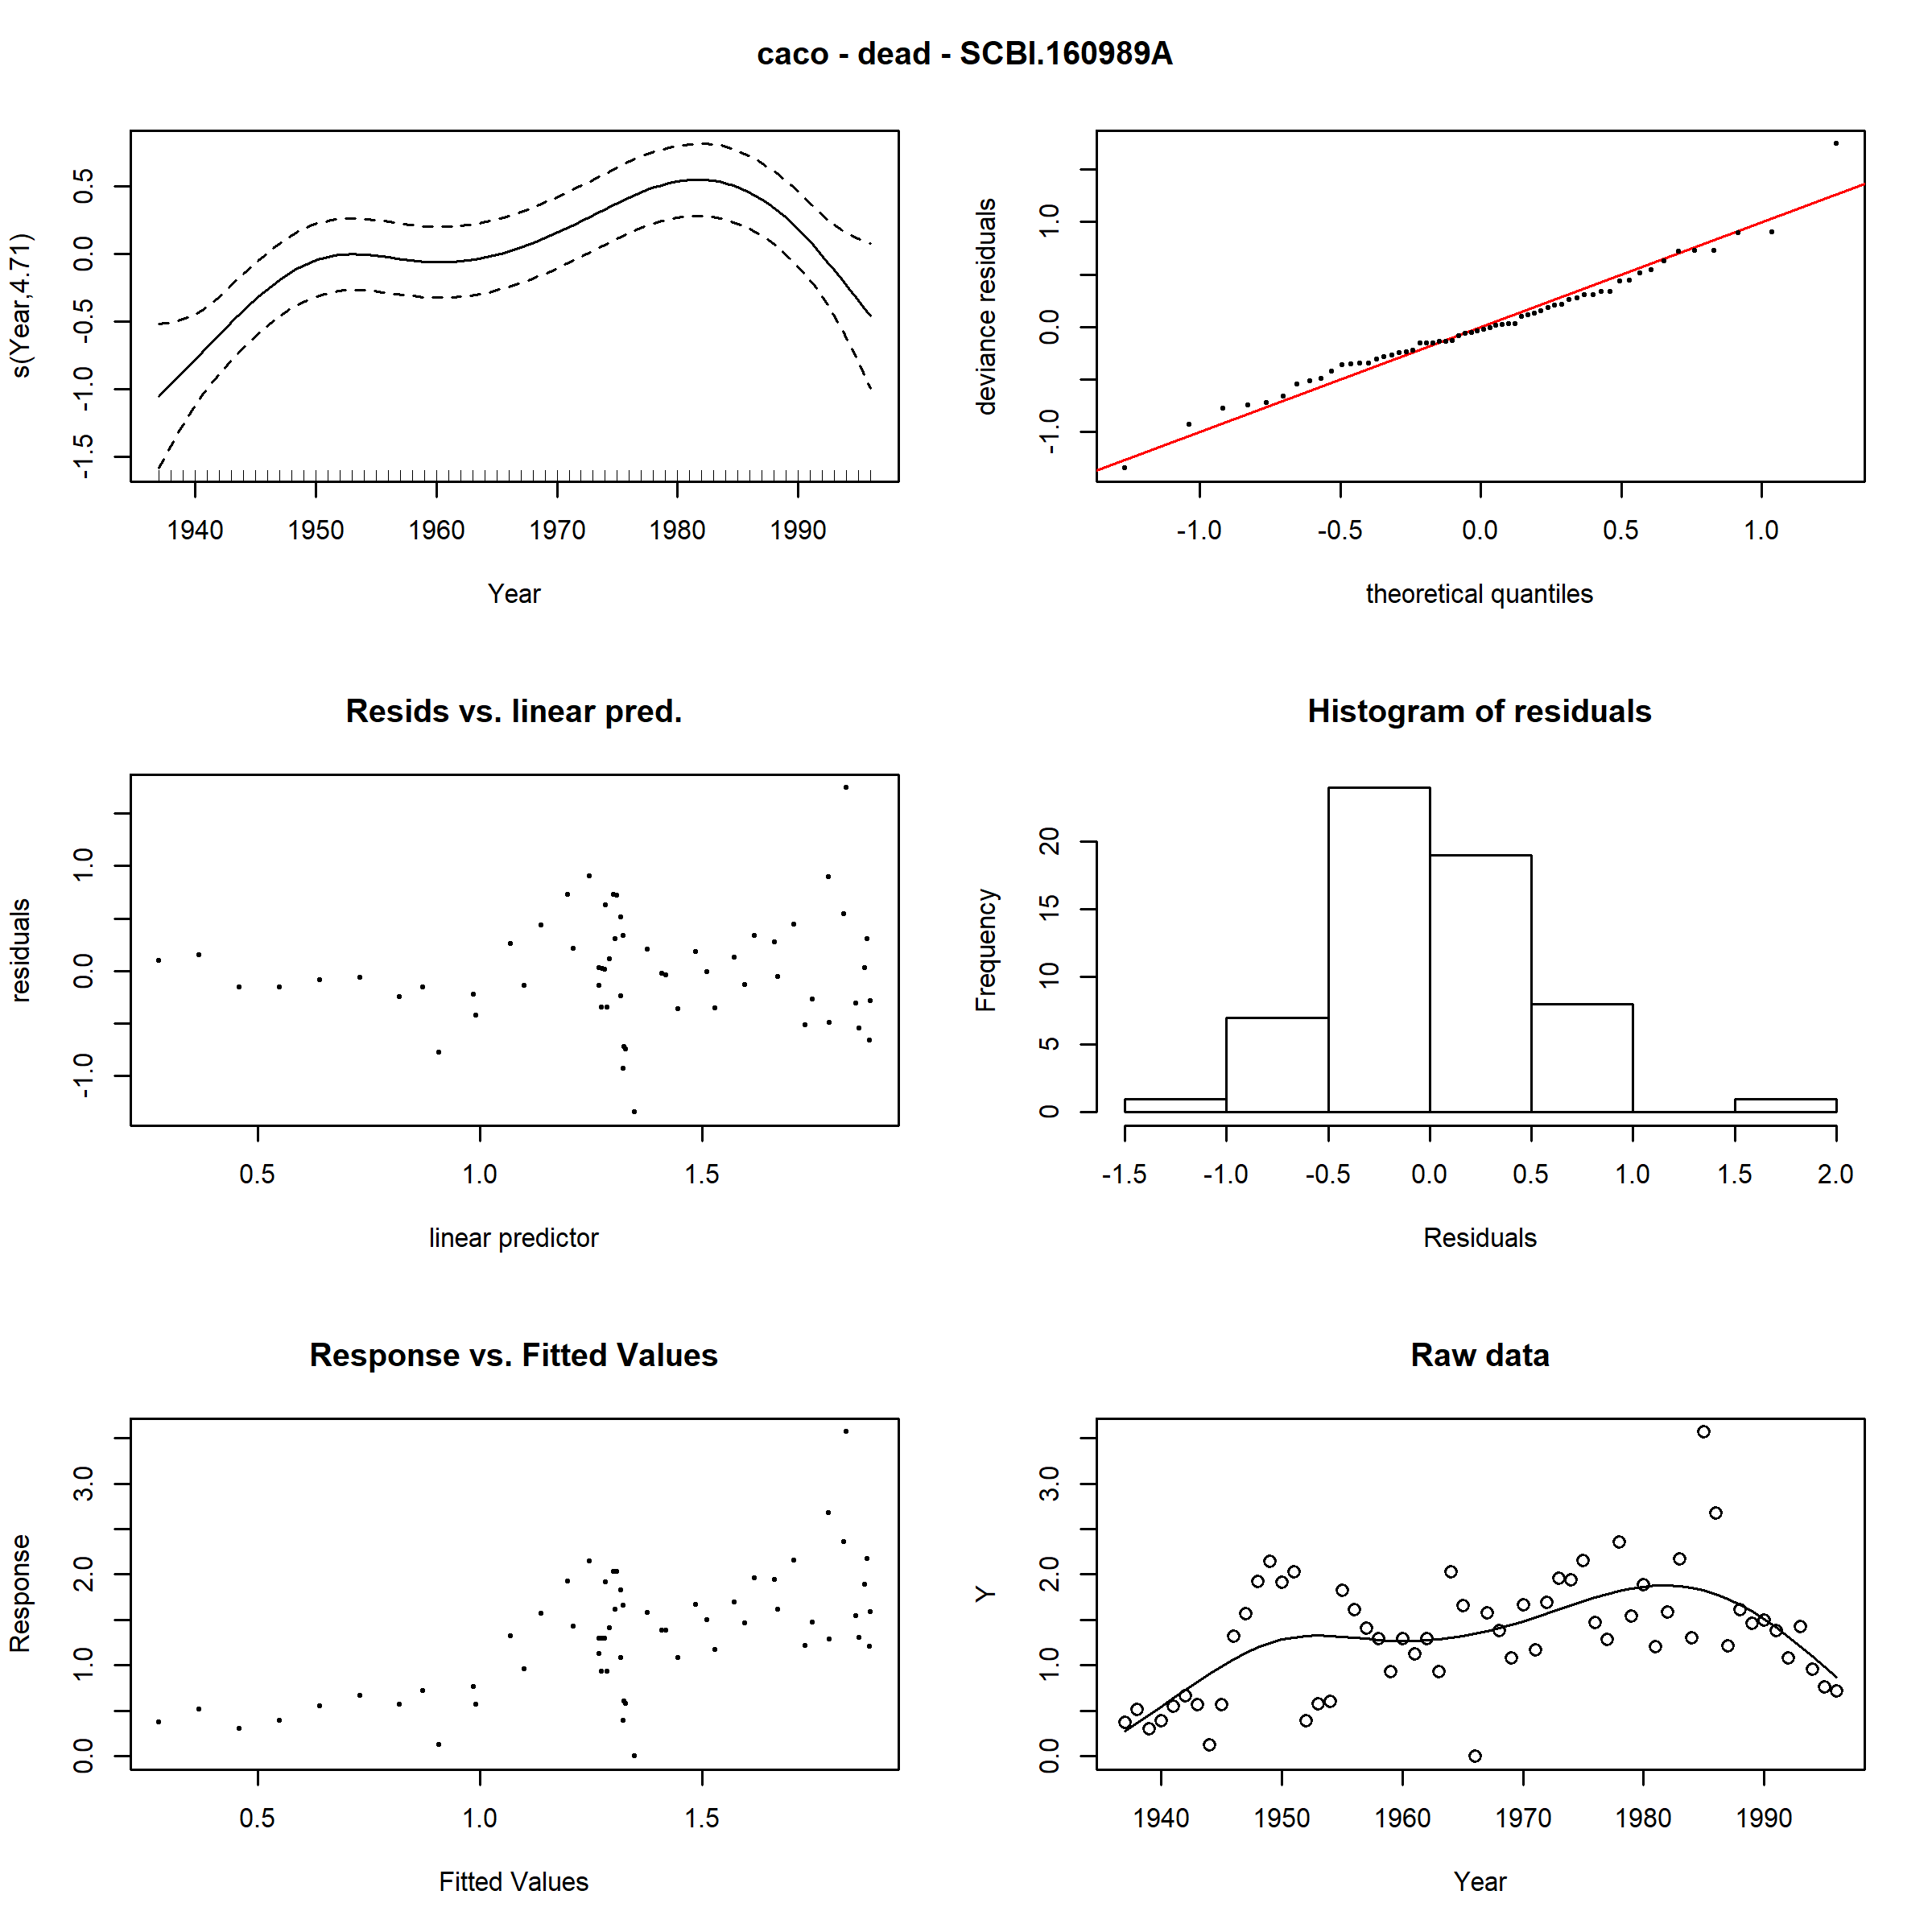 caco - dead - SCBI.160989A
s(Year,4.71)
0.5
0.0
-0.5
-1.0
-1.5
1940 1950 1960 1970 1980 1990
Year
deviance residuals
1.0
0.0
-1.0
-1.0 -0.5 0.0 0.5 1.0
theoretical quantiles
Resids vs. linear pred.
residuals
1.0
0.0
-1.0
0.5 1.0 1.5
linear predictor
Histogram of residuals
Frequency
20
15
10
5
0
-1.5 -1.0 -0.5 0.0 0.5 1.0 1.5 2.0
Residuals
Response vs. Fitted Values
Response
3.0
2.0
1.0
0.0
0.5 1.0 1.5
Fitted Values
Raw data
Y
3.0
2.0
1.0
0.0
1940 1950 1960 1970 1980 1990
Year